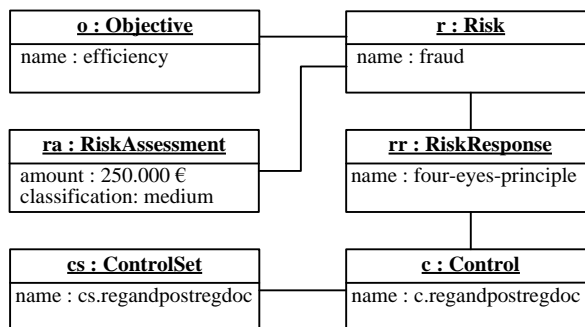 o : Objective
name : efficiency
r : Risk
name : fraud
ra : RiskAssessment
amount : 250.000 €
classification: medium
rr : RiskResponse
name : four-eyes-principle
cs : ControlSet
name : cs.regandpostregdoc
c : Control
name : c.regandpostregdoc